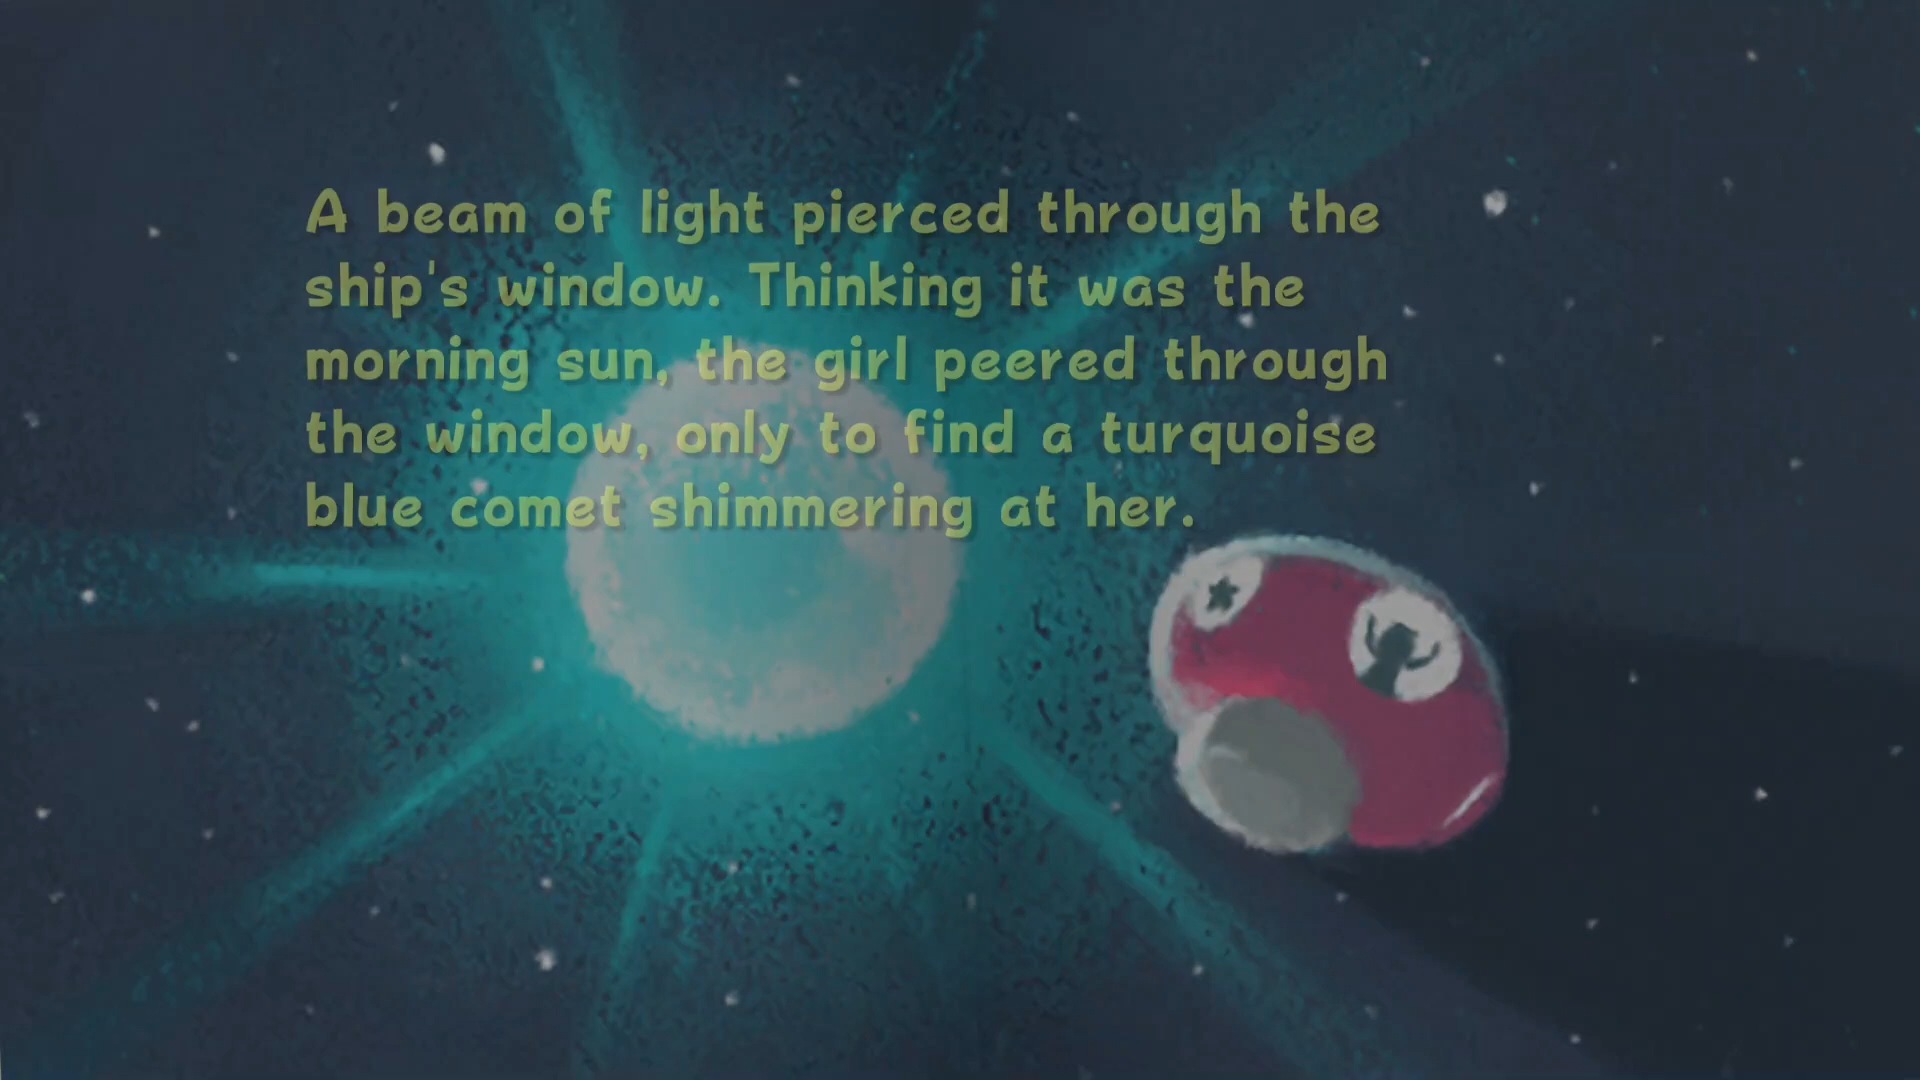 A beam of light pierced through the
ship's window. Thinking it was the
morning sun, the girl peered through
the window, only to find a turquoise
blue comet shimmering at her.